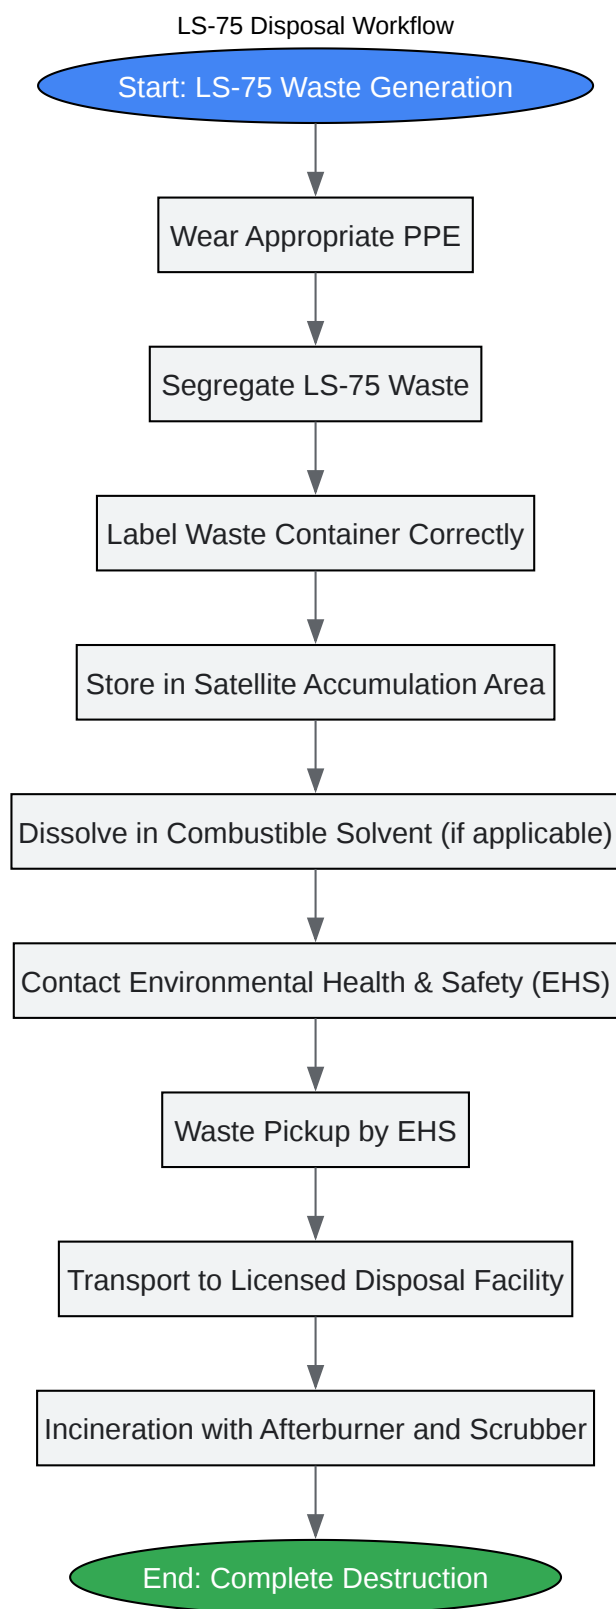 LS-75 Disposal Workflow
Start: LS-75 Waste Generation
Wear Appropriate PPE
Segregate LS-75 Waste
Label Waste Container Correctly
Store in Satellite Accumulation Area
Dissolve in Combustible Solvent (if applicable)
Contact Environmental Health & Safety (EHS)
Waste Pickup by EHS
Transport to Licensed Disposal Facility
Incineration with Afterburner and Scrubber
End: Complete Destruction